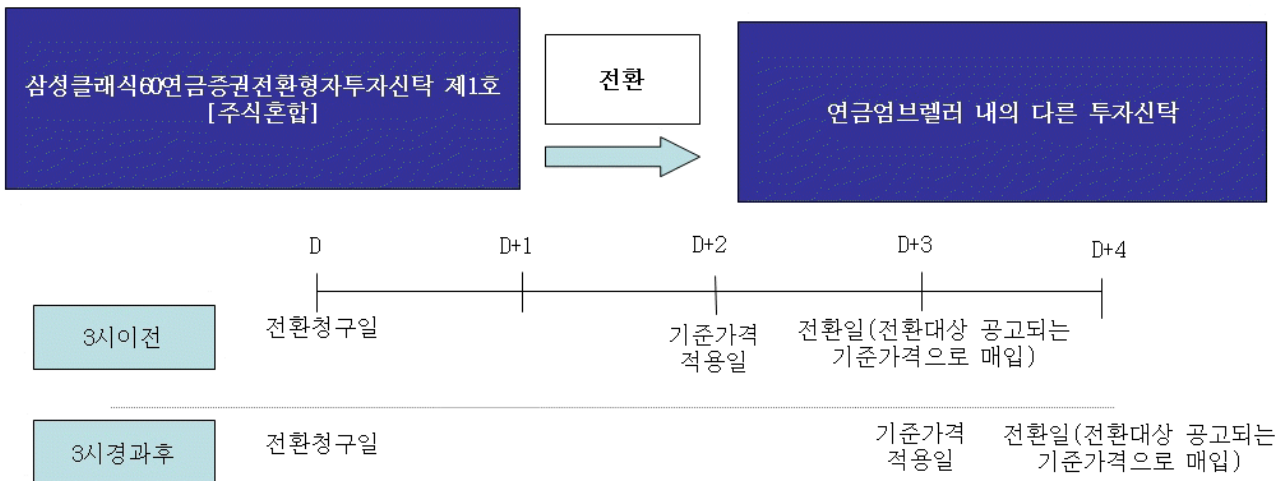 삼성클래식60연금증권전환형자투자신탁 제1호
[주식혼합]
전환
연금엄브렐러 내의 다른 투자신탁
D
D+1
D+2
D+3
D+4
3시이전
전환청구일
기준가격
적용일
전환일(전환대상 공고되는
기준가격으로 매입)
3시경과후
전환청구일
기준가격
적용일
전환일(전환대상 공고되는
기준가격으로 매입)